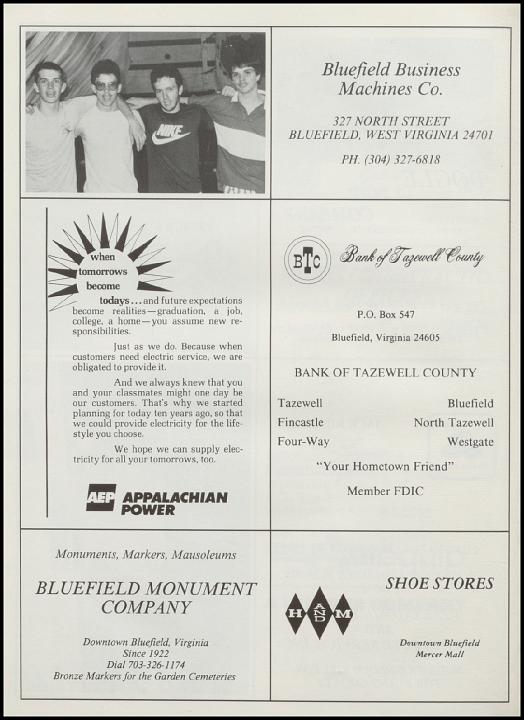 NIKE
Bluefield Business
Machines Co.
327 NORTH STREET
BLUEFIELD, WEST VIRGINIA 24701
PH. (304) 327-6818
when
tomorrows
become
todays...and future expectations
become realities—graduation, a job,
college, a home—you assume new re-
sponsibilities.
Just as we do. Because when
customers need electric service, we are
obligated to provide it.
And we always knew that you
and your classmates might one day be
our customers. That's why we started
planning for today ten years ago, so that
we could provide electricity for the life-
style you choose.
We hope we can supply elec-
tricity for all your tomorrows, too.
AEP APPALACHIAN
POWER
BTC Bank of Tazewell County
P.O. Box 547
Bluefield, Virginia 24605
BANK OF TAZEWELL COUNTY
Tazewell Bluefield
Fincastle North Tazewell
Four-Way Westgate
"Your Hometown Friend"
Member FDIC
Monuments, Markers, Mausoleums
BLUEFIELD MONUMENT
COMPANY
Downtown Bluefield, Virginia
Since 1922
Dial 703-326-1174
Bronze Markers for the Garden Cemeteries
H AND M
SHOE STORES
Downtown Bluefield
Mercer Mall